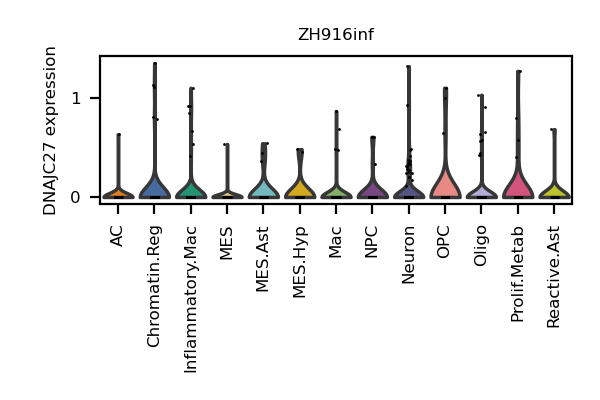 ZH916inf
DNAJC27 expression
1
0
AC
Chromatin.Reg
Inflammatory.Mac
MES
MES.Ast
MES.Hyp
Mac
NPC
Neuron
OPC
Oligo
Prolif.Metab
Reactive.Ast